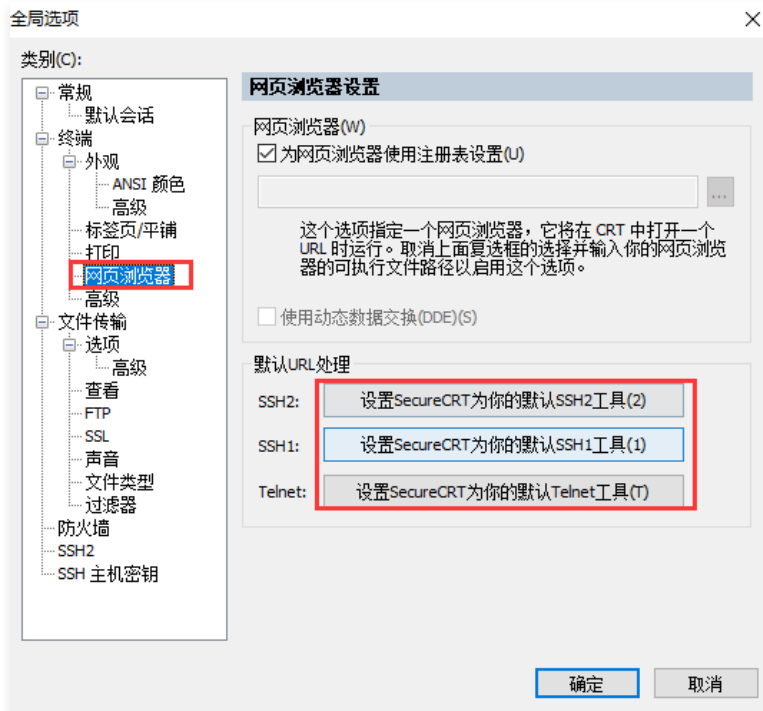 全局选项
类别(C):
常规
默认会话
终端
外观
ANSI 颜色
高级
标签页/平铺
打印
网页浏览器
高级
文件传输
选项
高级
查看
FTP
SSL
声音
文件类型
过滤器
防火墙
SSH2
SSH 主机密钥
网页浏览器设置
网页浏览器(W)
为网页浏览器使用注册表设置(U)
...
这个选项指定一个网页浏览器，它将在 CRT 中打开一个
URL 时运行。取消上面复选框的选择并输入你的网页浏览
器的可执行文件路径以启用这个选项。
使用动态数据交换(DDE)(S)
默认URL处理
SSH2: 设置SecureCRT为你的默认SSH2工具(2)
SSH1: 设置SecureCRT为你的默认SSH1工具(1)
Telnet: 设置SecureCRT为你的默认Telnet工具(T)
确定 取消